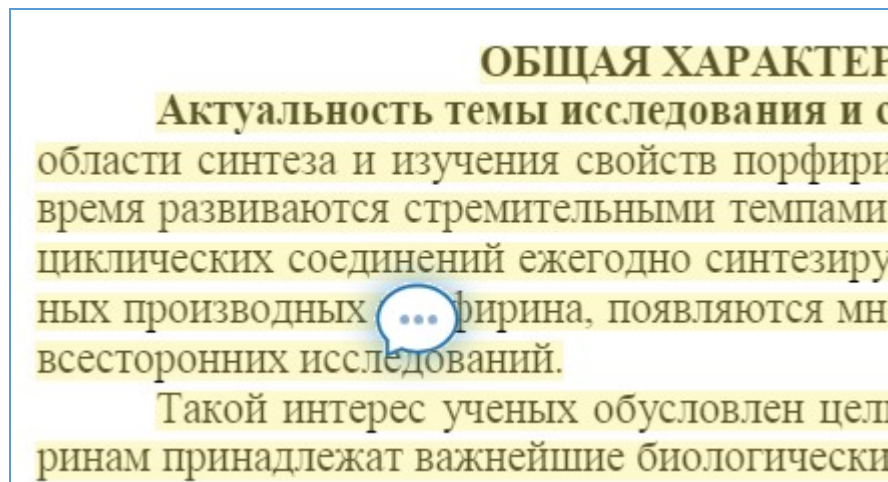 ОБЩАЯ ХАРАКТЕР
Актуальность темы исследования и с
области синтеза и изучения свойств порфири
время развиваются стремительными темпами
циклических соединений ежегодно синтезиру
ных производных фирина, появляются мн
всесторонних исследований.
Такой интерес ученых обусловлен цел
ринам принадлежат важнейшие биологически